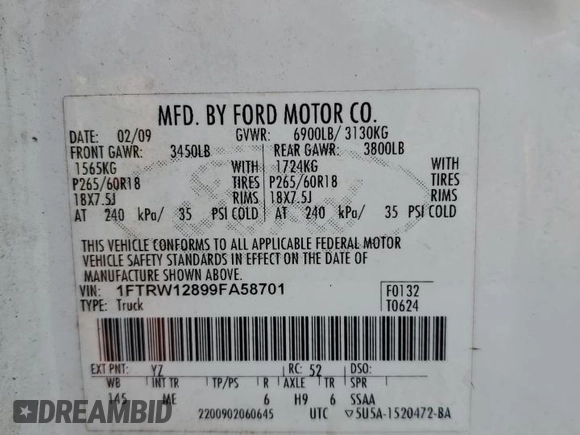 MFD. BY FORD MOTOR CO.
DATE: 02/09 GVWR: 6900LB/ 3130KG
FRONT GAWR: 3450LB REAR GAWR: 3800LB
1565KG WITH 1724KG WITH
P265/60R18 TIRES P265/60R18 TIRES
18X7.5J RIMS 18X7.5J RIMS
AT 240 kPa/ 35 PSI COLD AT 240 kPa/ 35 PSI COLD
THIS VEHICLE CONFORMS TO ALL APPLICABLE FEDERAL MOTOR
VEHICLE SAFETY STANDARDS IN EFFECT ON THE DATE OF
MANUFACTURE SHOWN ABOVE.
VIN: 1FTRW12899FA58701 F0132
TYPE: Truck T0624
EXT PNT: YZ RC: 52 DSO:
WB INT TR TP/PS R AXLE TR SPR
145 ME 6 H9 6 SSAA
2200902060645 UTC 5U5A-1520472-BA
DREAMBID